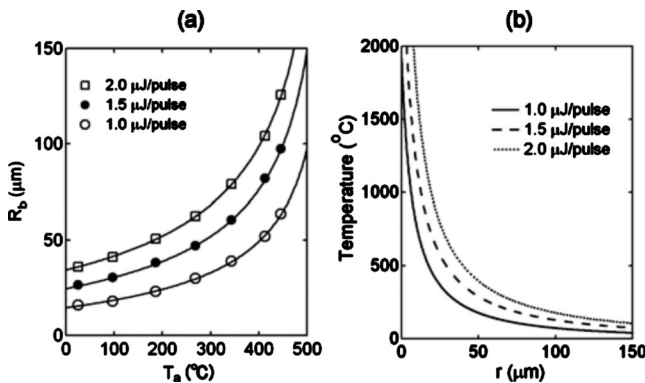 (a)
150
100
50
0
R_b (μm)
2.0 μJ/pulse
1.5 μJ/pulse
1.0 μJ/pulse
0 100 200 300 400 500
T_a (ºC)
(b)
2000
1500
1000
500
0
Temperature (°C)
1.0 μJ/pulse
1.5 μJ/pulse
2.0 μJ/pulse
0 50 100 150
r (μm)